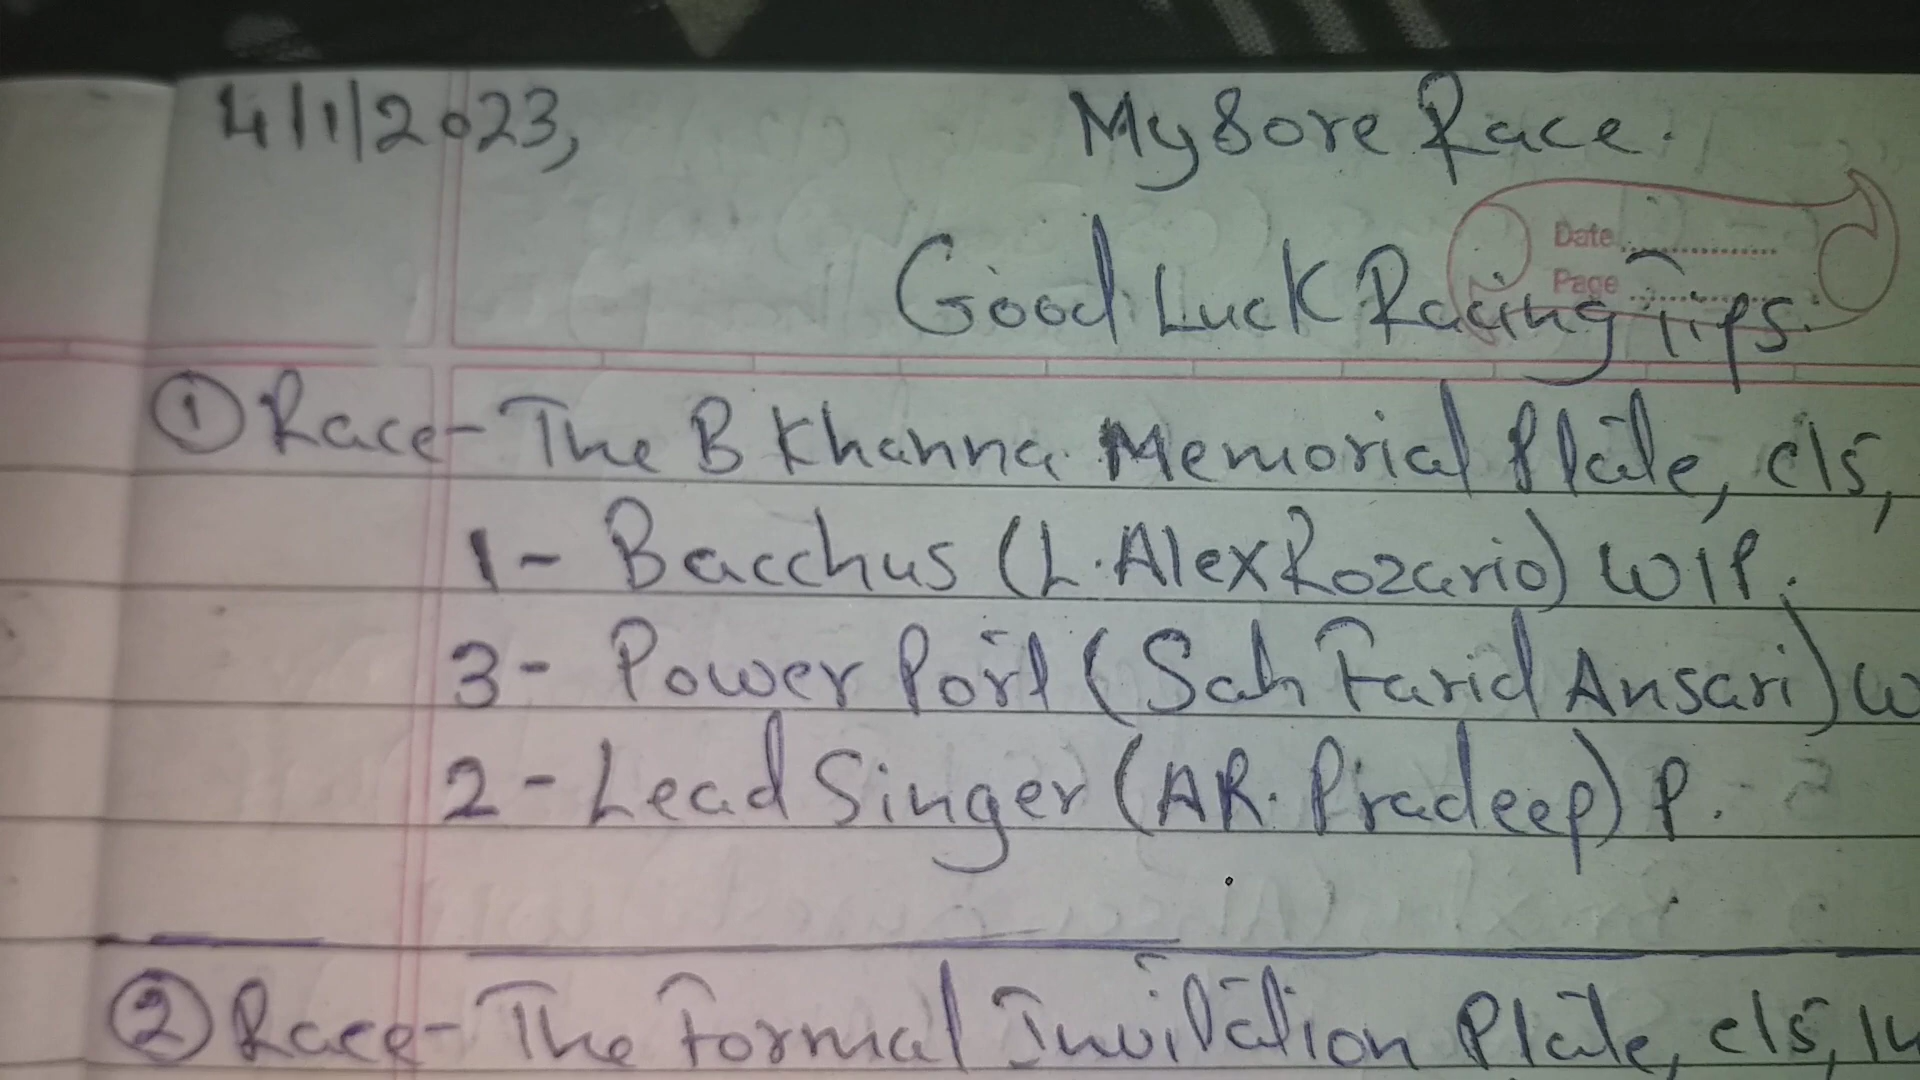 4/1/2023,
Mysore Race.
Date
Page
Good Luck Racing Tips.
① Race- The B Khanna Memorial Plate, cls,
1- Bacchus (L. Alex Rozario) W/P.
3- Power Port (Sah Farid Ansari) W
2- Lead Singer (AR. Pradeep) P.
② Race- The Formal Invitation Plate, cls,